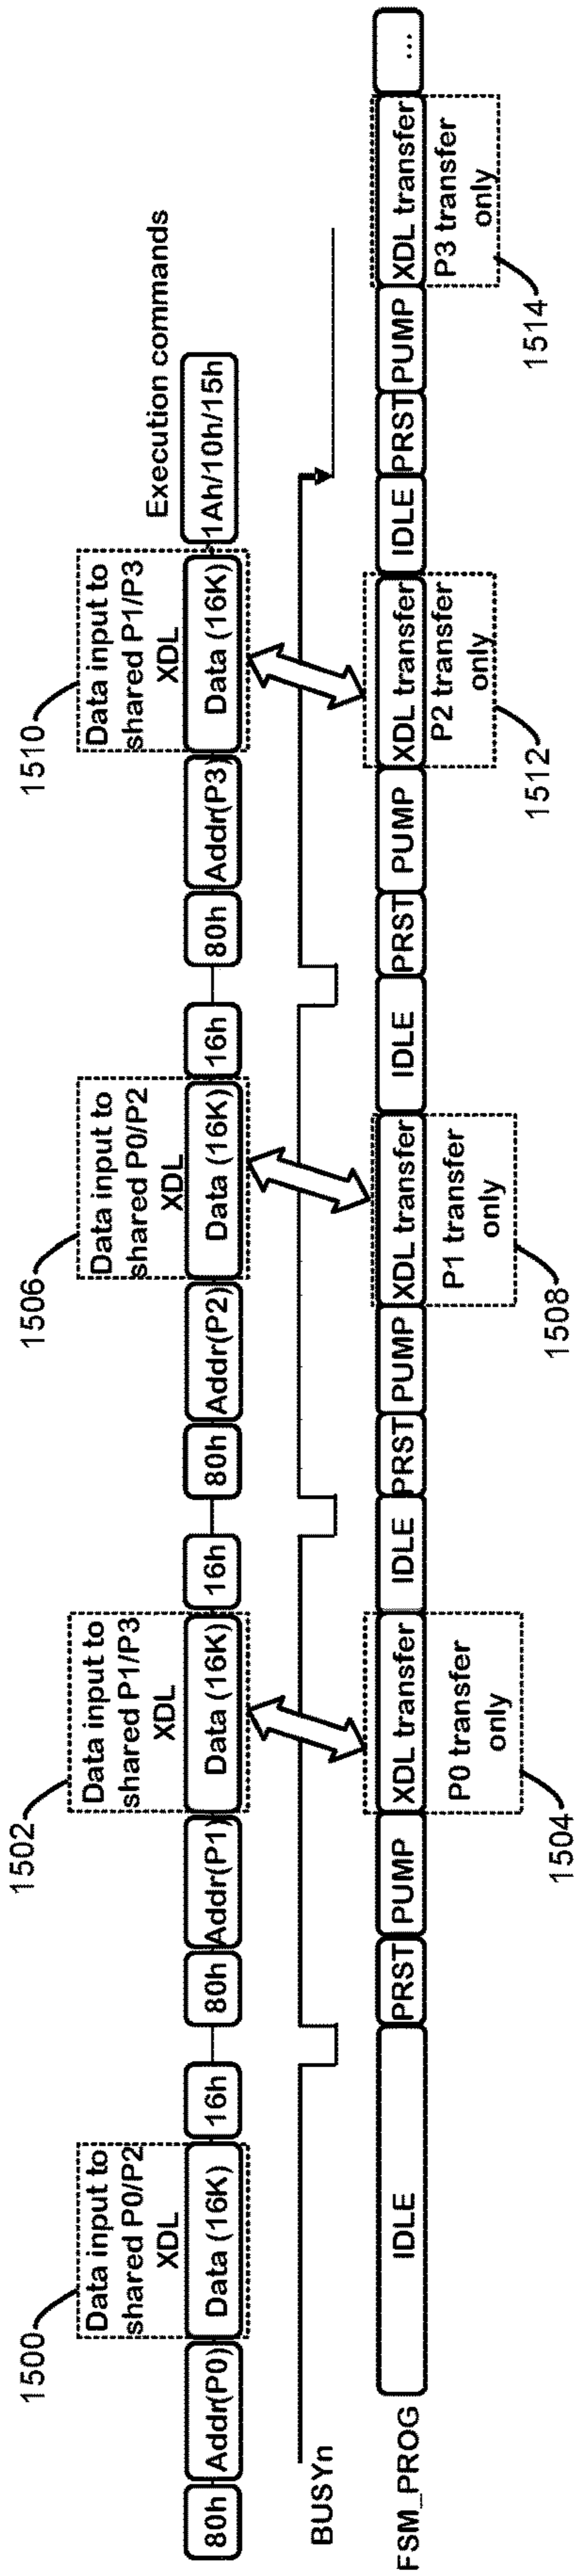 1500
1502
1506
1510
Data input to
shared P0/P2
XDL
Data input to
shared P1/P3
XDL
Data input to
shared P0/P2
XDL
Data input to
shared P1/P3
XDL
Execution commands
80h Addr(P0) Data (16K) 16h 80h Addr(P1) Data (16K) 16h 80h Addr(P2) Data (16K) 16h 80h Addr(P3) Data (16K) 1Ah/10h/15h
BUSYn
FSM_PROG IDLE PRST PUMP XDL transfer IDLE PRST PUMP XDL transfer IDLE PRST PUMP XDL transfer IDLE PRST PUMP XDL transfer ...
P0 transfer
only
P1 transfer
only
P2 transfer
only
P3 transfer
only
1504
1508
1512
1514